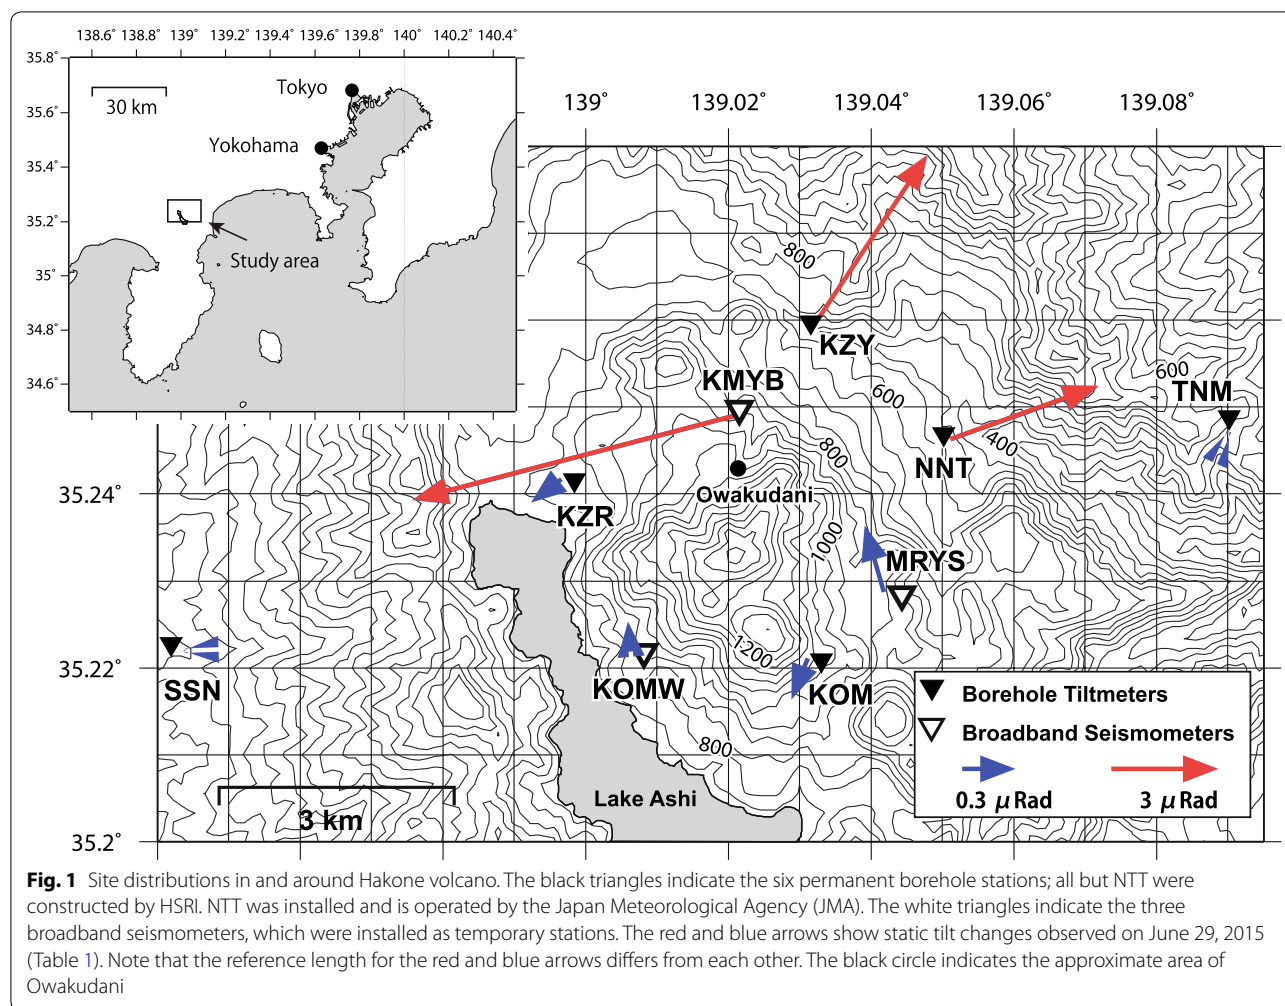 138.6° 138.8° 139° 139.2° 139.4° 139.6° 139.8° 140° 140.2° 140.4°
35.8°
35.6°
35.4°
35.2°
35°
34.8°
34.6°
30 km
Tokyo
Yokohama
Study area
139° 139.02° 139.04° 139.06° 139.08°
35.24°
35.22°
35.2°
800
KZY
KMYB
600
600
TNM
400
NNT
800
Owakudani
KZR
1000
MRYS
SSN
KOMW
1200
KOM
800
Lake Ashi
3 km
Borehole Tiltmeters
Broadband Seismometers
0.3 μ Rad 3 μ Rad
Fig. 1 Site distributions in and around Hakone volcano. The black triangles indicate the six permanent borehole stations; all but NTT were
constructed by HSRI. NTT was installed and is operated by the Japan Meteorological Agency (JMA). The white triangles indicate the three
broadband seismometers, which were installed as temporary stations. The red and blue arrows show static tilt changes observed on June 29, 2015
(Table 1). Note that the reference length for the red and blue arrows differs from each other. The black circle indicates the approximate area of
Owakudani